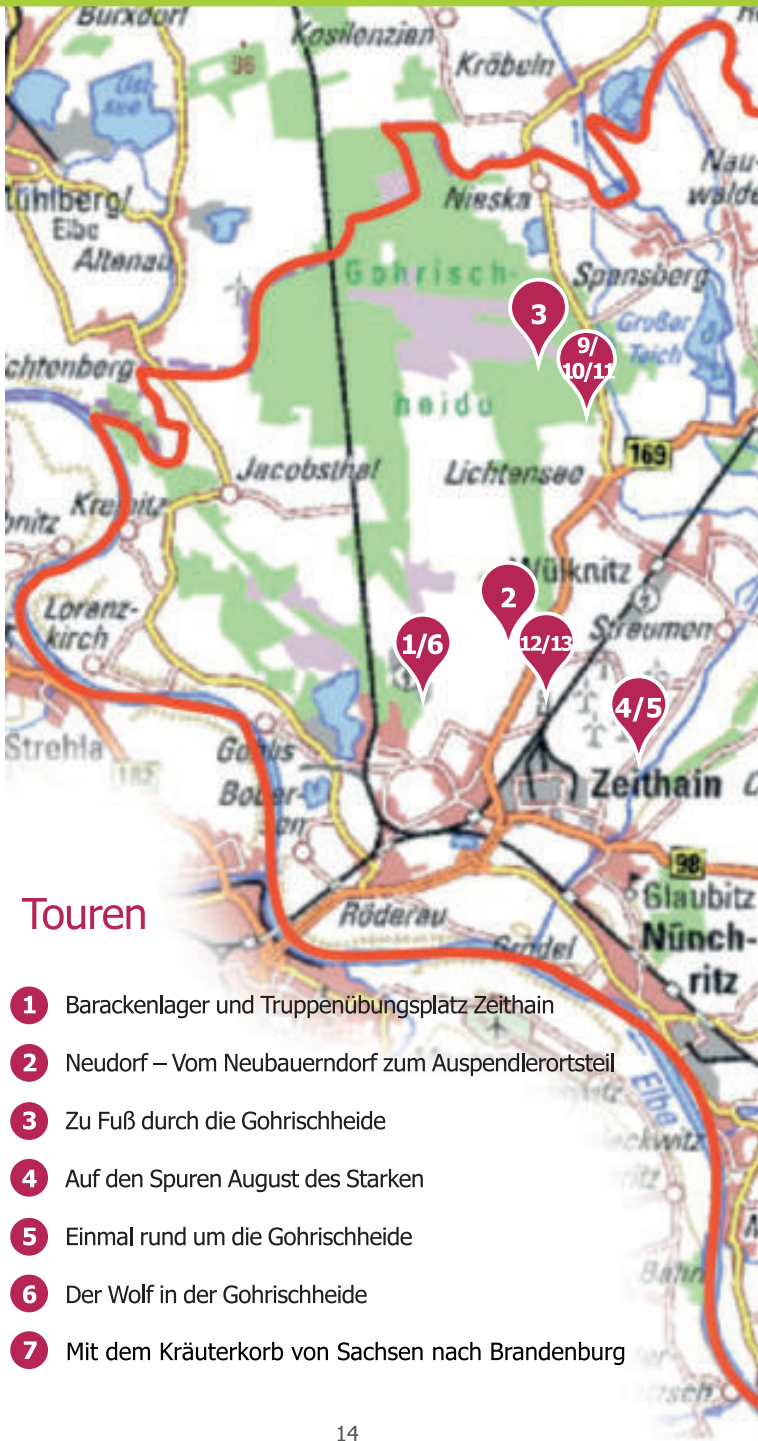 Burxdorf
Kosilenzien
Kröbeln
96
Nieska
Altenau
Elbe
Gohrisch-
Spansberg
Großer
Teich
3
9/
10/11
heide
169
Jacobsthal
Lichtensee
Kreinitz
Wülknitz
2
Lorenz-
kirch
1/6
12/13
Streumen
4/5
Strehla
Gohlis
Zeithain
182
98
Glaubitz
Röderau
Nünch-
ritz
Grödel
Elbe
Touren
1 Barackenlager und Truppenübungsplatz Zeithain
2 Neudorf – Vom Neubauerndorf zum Auspendlerortsteil
3 Zu Fuß durch die Gohrischheide
4 Auf den Spuren August des Starken
5 Einmal rund um die Gohrischheide
6 Der Wolf in der Gohrischheide
7 Mit dem Kräuterkorb von Sachsen nach Brandenburg
14